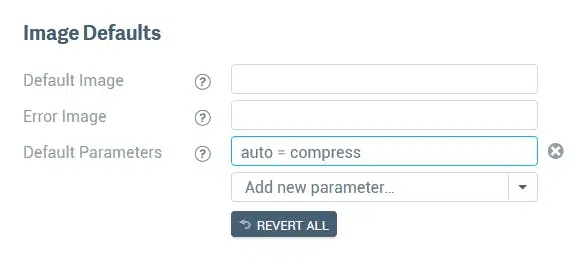 Image Defaults
Default Image ?
Error Image ?
Default Parameters ? auto = compress
Add new parameter...
REVERT ALL